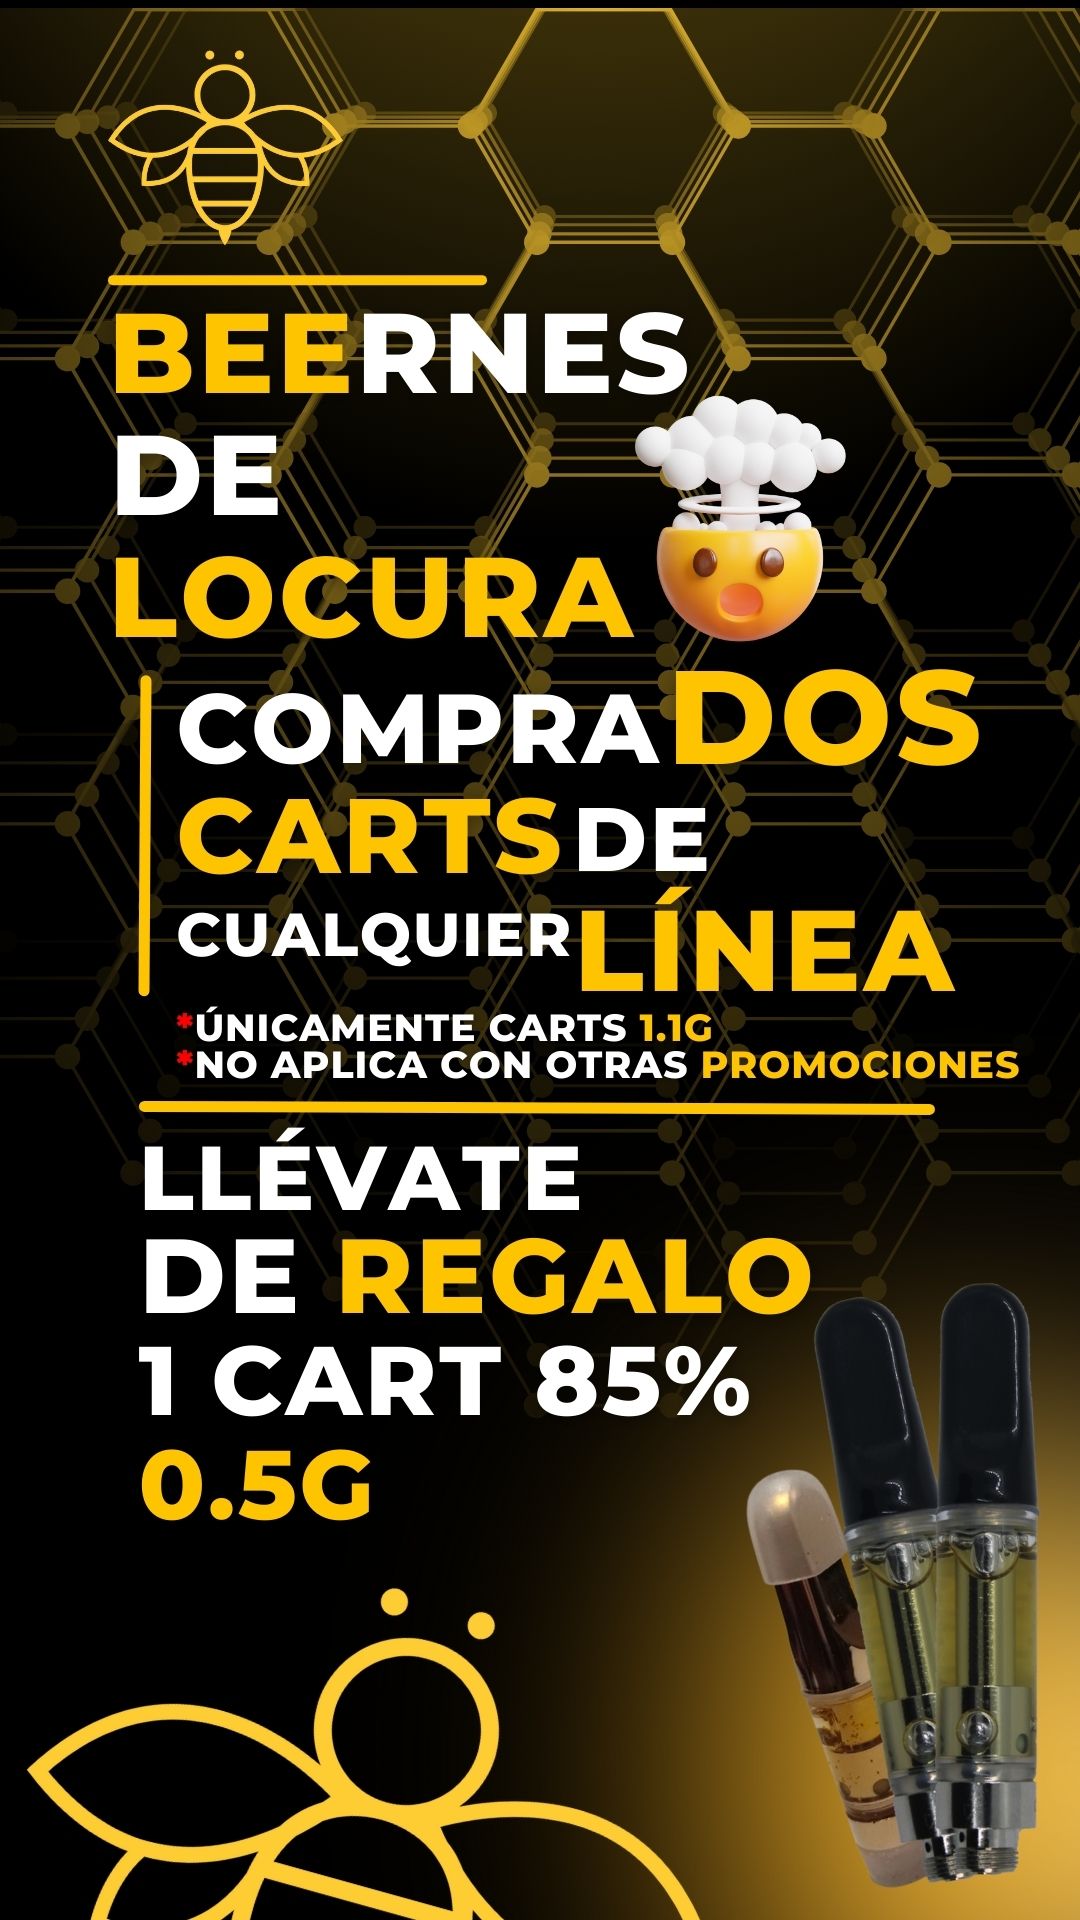 BEERNES
DE
LOCURA
COMPRA DOS
CARTS DE
CUALQUIER LÍNEA
*ÚNICAMENTE CARTS 1.1G
*NO APLICA CON OTRAS PROMOCIONES
LLÉVATE
DE REGALO
1 CART 85%
0.5G